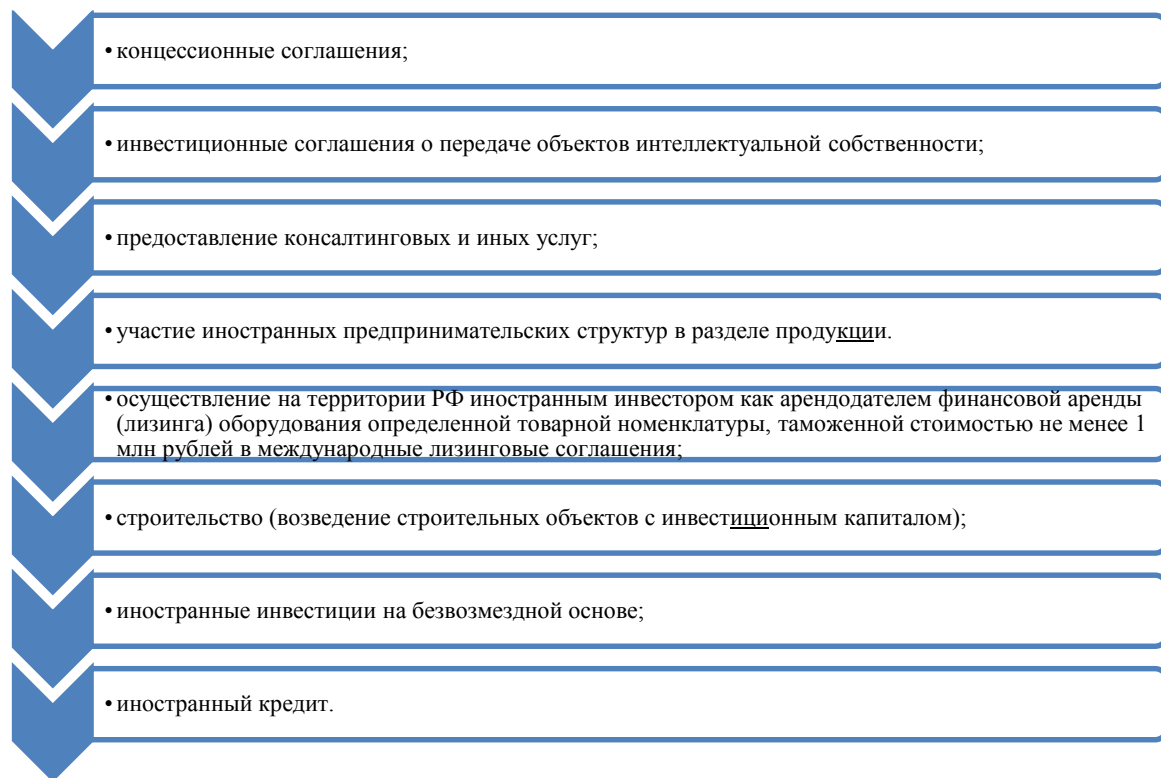 • концессионные соглашения;
• инвестиционные соглашения о передаче объектов интеллектуальной собственности;
• предоставление консалтинговых и иных услуг;
• участие иностранных предпринимательских структур в разделе продукции.
• осуществление на территории РФ иностранным инвестором как арендодателем финансовой аренды
(лизинга) оборудования определенной товарной номенклатуры, таможенной стоимостью не менее 1
млн рублей в международные лизинговые соглашения;
• строительство (возведение строительных объектов с инвестиционным капиталом);
• иностранные инвестиции на безвозмездной основе;
• иностранный кредит.